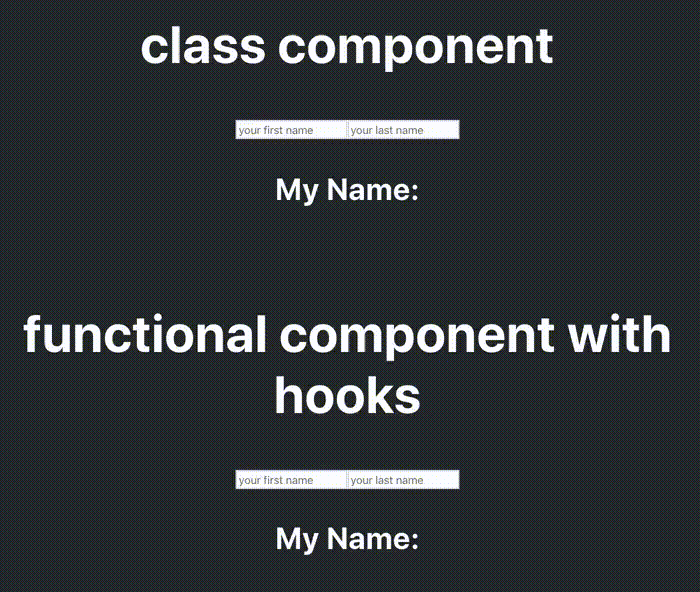 class component
your first name your last name
My Name:
functional component with
hooks
your first name your last name
My Name: